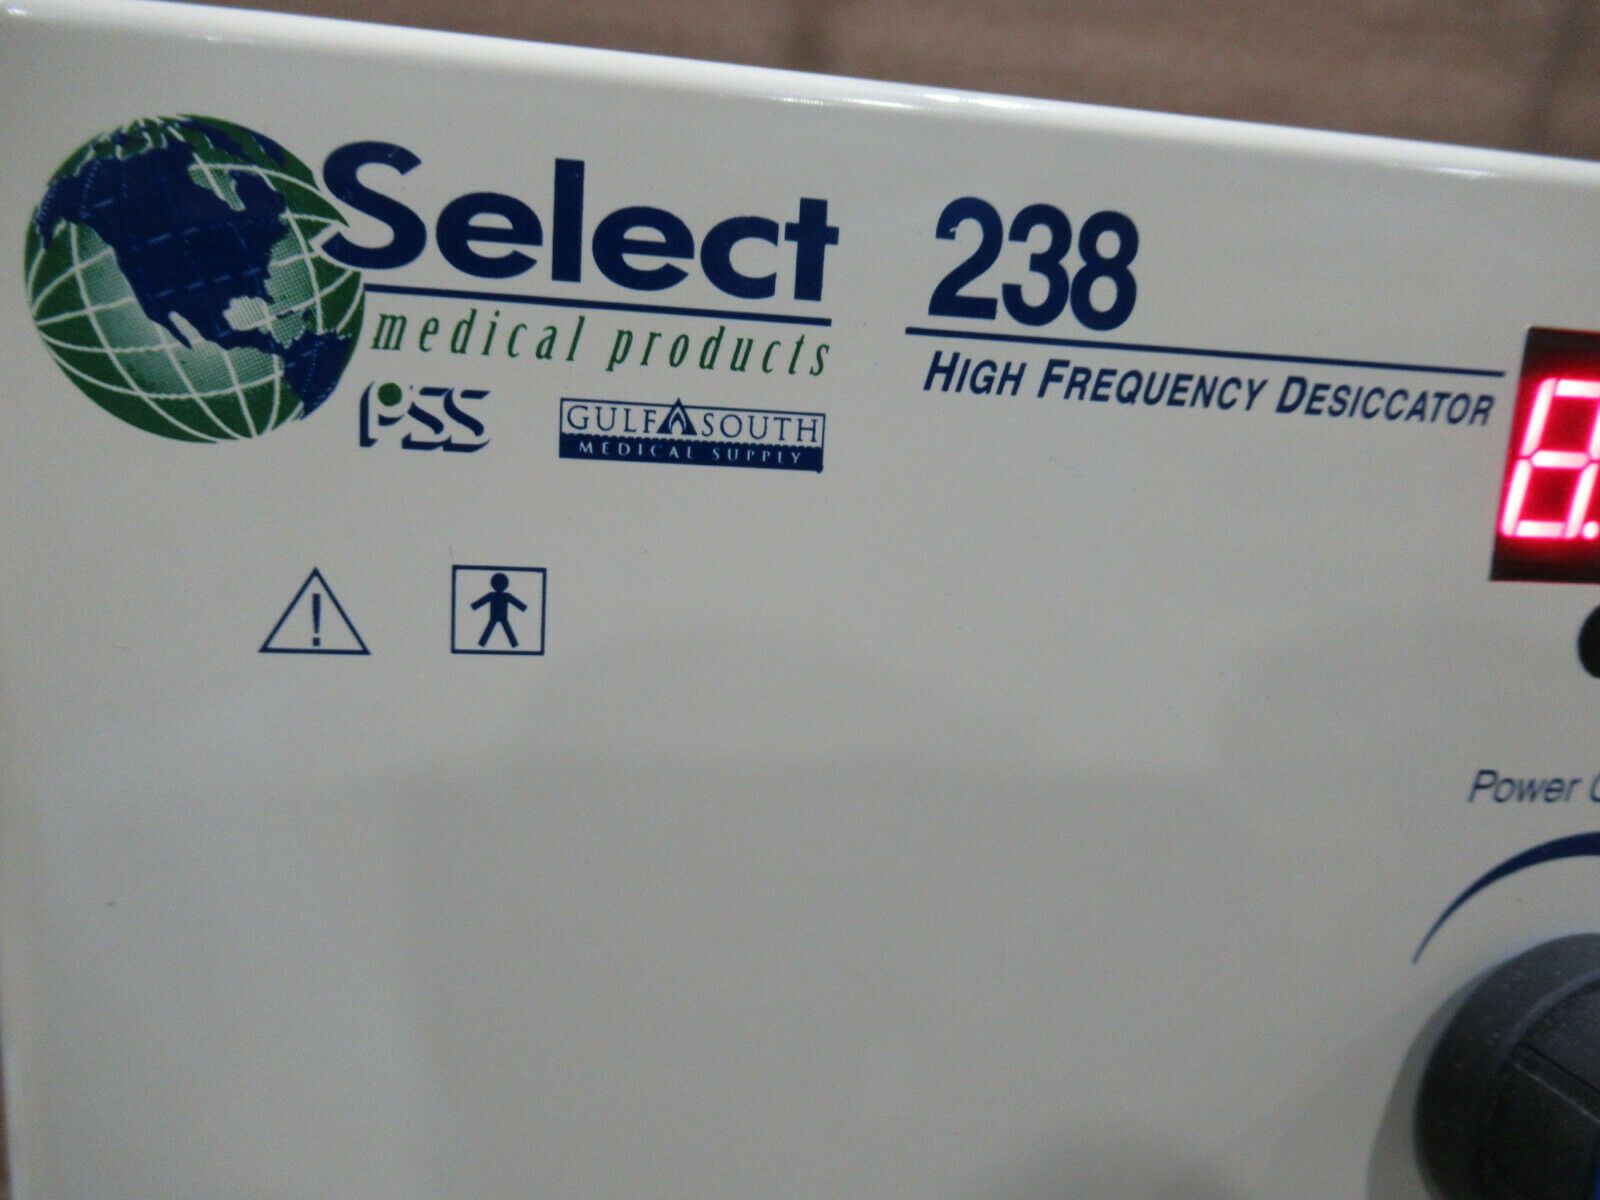 Select
medical products
PSS
GULF SOUTH
MEDICAL SUPPLY
238
HIGH FREQUENCY DESICCATOR
!
Power